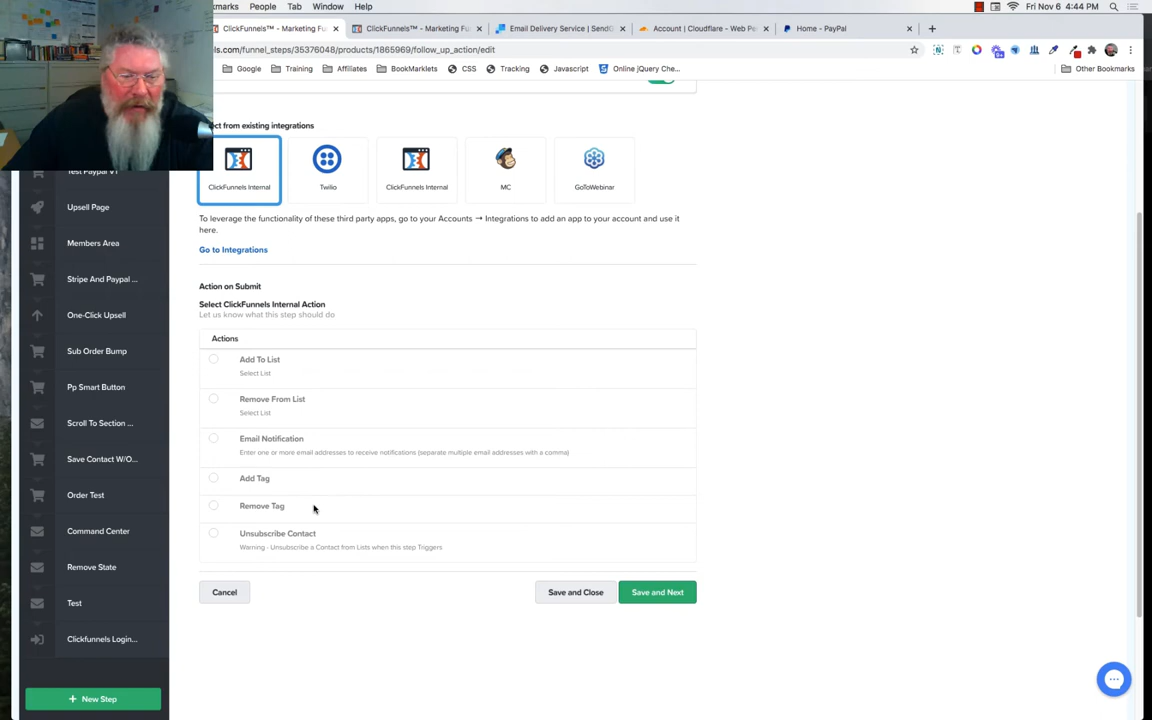 People Tab Window Help Fri Nov 6 4:44 PM
ClickFunnels™ - Marketing Fu ClickFunnels™ - Marketing Fu Email Delivery Service | SendG Account | Cloudflare - Web Pe Home - PayPal
ls.com/funnel_steps/35376048/products/1865969/follow_up_action/edit
kmarks Google Training Affiliates BookMarklets CSS Tracking Javascript Online jQuery Che... Other Bookmarks
ect from existing integrations
ClickFunnels Internal Twilio ClickFunnels Internal MC GoToWebinar
To leverage the functionality of these third party apps, go to your Accounts → Integrations to add an app to your account and use it
here.
Go to Integrations
Action on Submit
Select ClickFunnels Internal Action
Let us know what this step should do
Actions
Add To List
Select List
Remove From List
Select List
Email Notification
Enter one or more email addresses to receive notifications (separate multiple email addresses with a comma)
Add Tag
Remove Tag
Unsubscribe Contact
Warning - Unsubscribe a Contact from Lists when this step Triggers
Cancel Save and Close Save and Next
Test Paypal V1
Upsell Page
Members Area
Stripe And Paypal ...
One-Click Upsell
Sub Order Bump
Pp Smart Button
Scroll To Section ...
Save Contact W/O...
Order Test
Command Center
Remove State
Test
Clickfunnels Login...
+ New Step